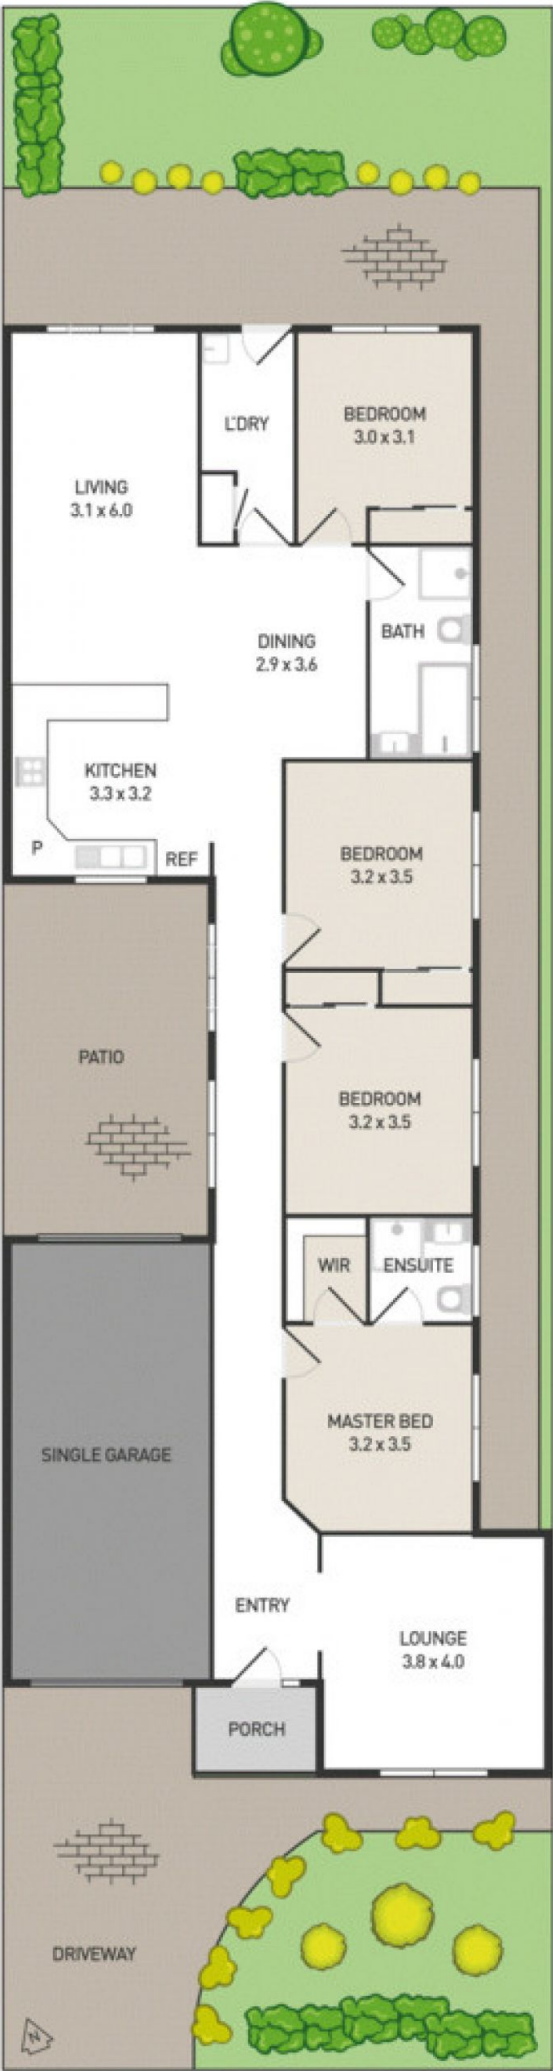 BEDROOM
3.0 x 3.1
L'DRY
LIVING
3.1 x 6.0
BATH
DINING
2.9 x 3.6
KITCHEN
3.3 x 3.2
P
REF
BEDROOM
3.2 x 3.5
PATIO
BEDROOM
3.2 x 3.5
WIR
ENSUITE
MASTER BED
3.2 x 3.5
SINGLE GARAGE
ENTRY
LOUNGE
3.8 x 4.0
PORCH
DRIVEWAY
N